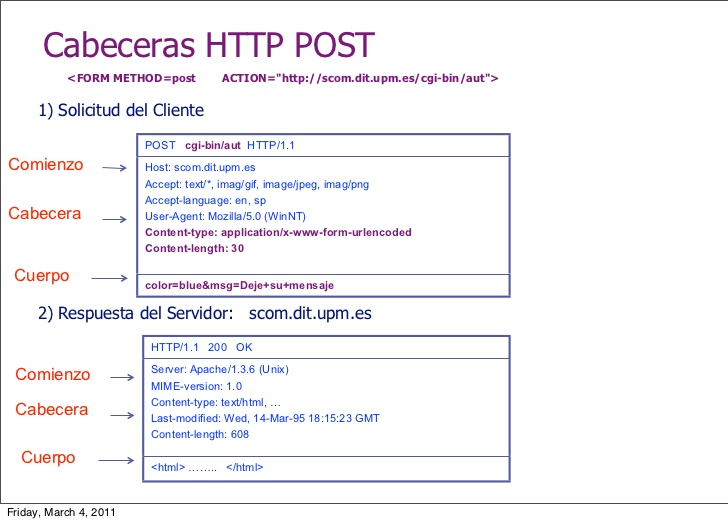 Cabeceras HTTP POST
<FORM METHOD=post ACTION="http://scom.dit.upm.es/cgi-bin/aut">
1) Solicitud del Cliente
POST cgi-bin/aut HTTP/1.1
Comienzo
Host: scom.dit.upm.es
Accept: text/*, imag/gif, image/jpeg, imag/png
Accept-language: en, sp
Cabecera
User-Agent: Mozilla/5.0 (WinNT)
Content-type: application/x-www-form-urlencoded
Content-length: 30
Cuerpo
color=blue&msg=Deje+su+mensaje
2) Respuesta del Servidor: scom.dit.upm.es
HTTP/1.1 200 OK
Comienzo
Server: Apache/1.3.6 (Unix)
MIME-version: 1.0
Content-type: text/html, …
Cabecera
Last-modified: Wed, 14-Mar-95 18:15:23 GMT
Content-length: 608
Cuerpo
<html> …….. </html>
Friday, March 4, 2011